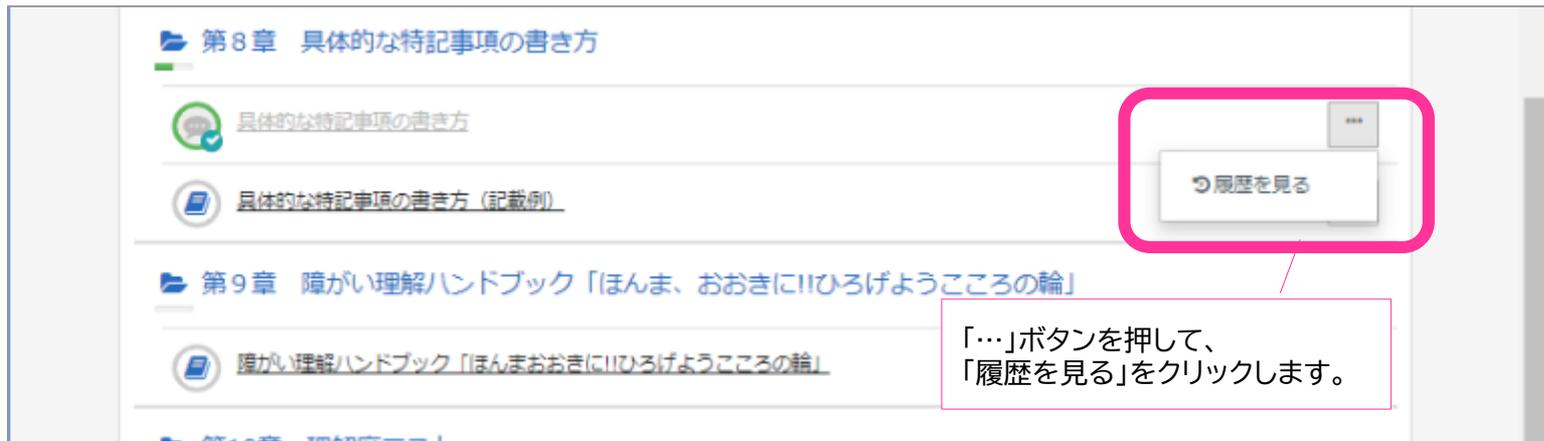 第8章 具体的な特記事項の書き方
具体的な特記事項の書き方
…
履歴を見る
具体的な特記事項の書き方（記載例）
第9章 障がい理解ハンドブック「ほんま、おおきに!!ひろげようこころの輪」
「…」ボタンを押して、
「履歴を見る」をクリックします。
障がい理解ハンドブック「ほんまおおきに!!ひろげようこころの輪」